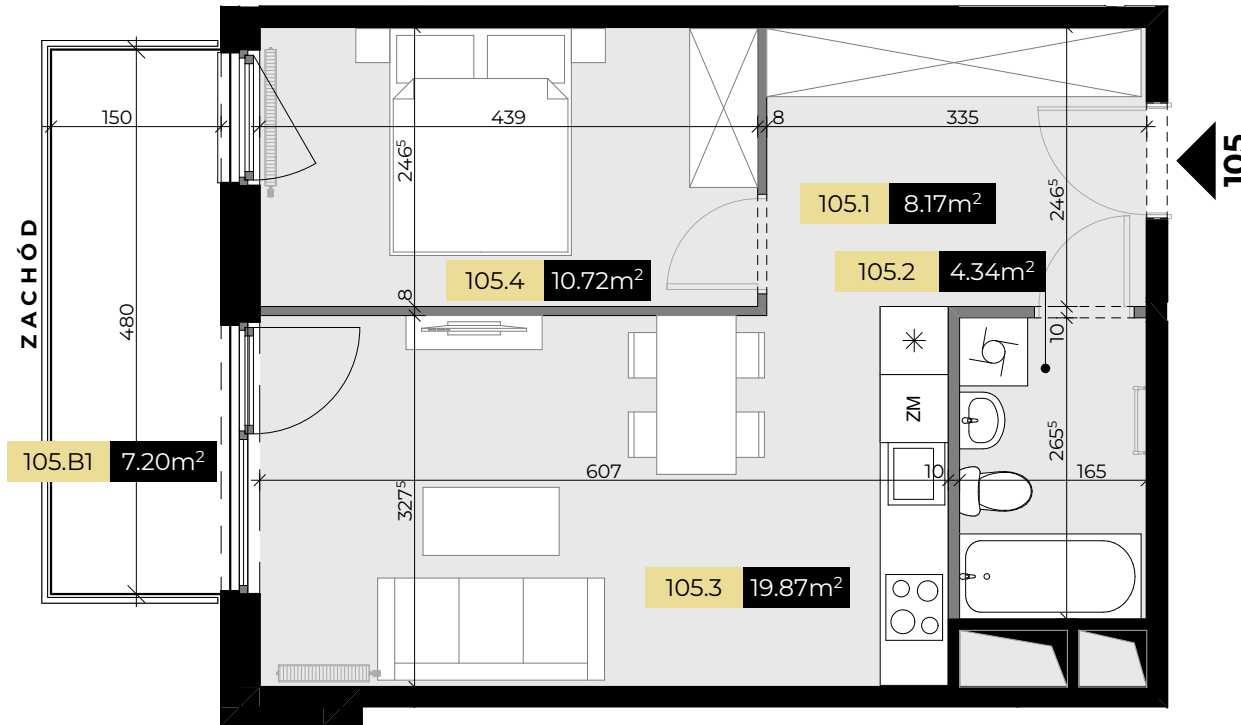 150
439
8
335
246⁵
246⁵
105
105.1 8.17m²
105.2 4.34m²
105.4 10.72m²
ZACHÓD
480
8
10
ZM
265⁵
105.B1 7.20m²
607
10
165
327⁵
105.3 19.87m²